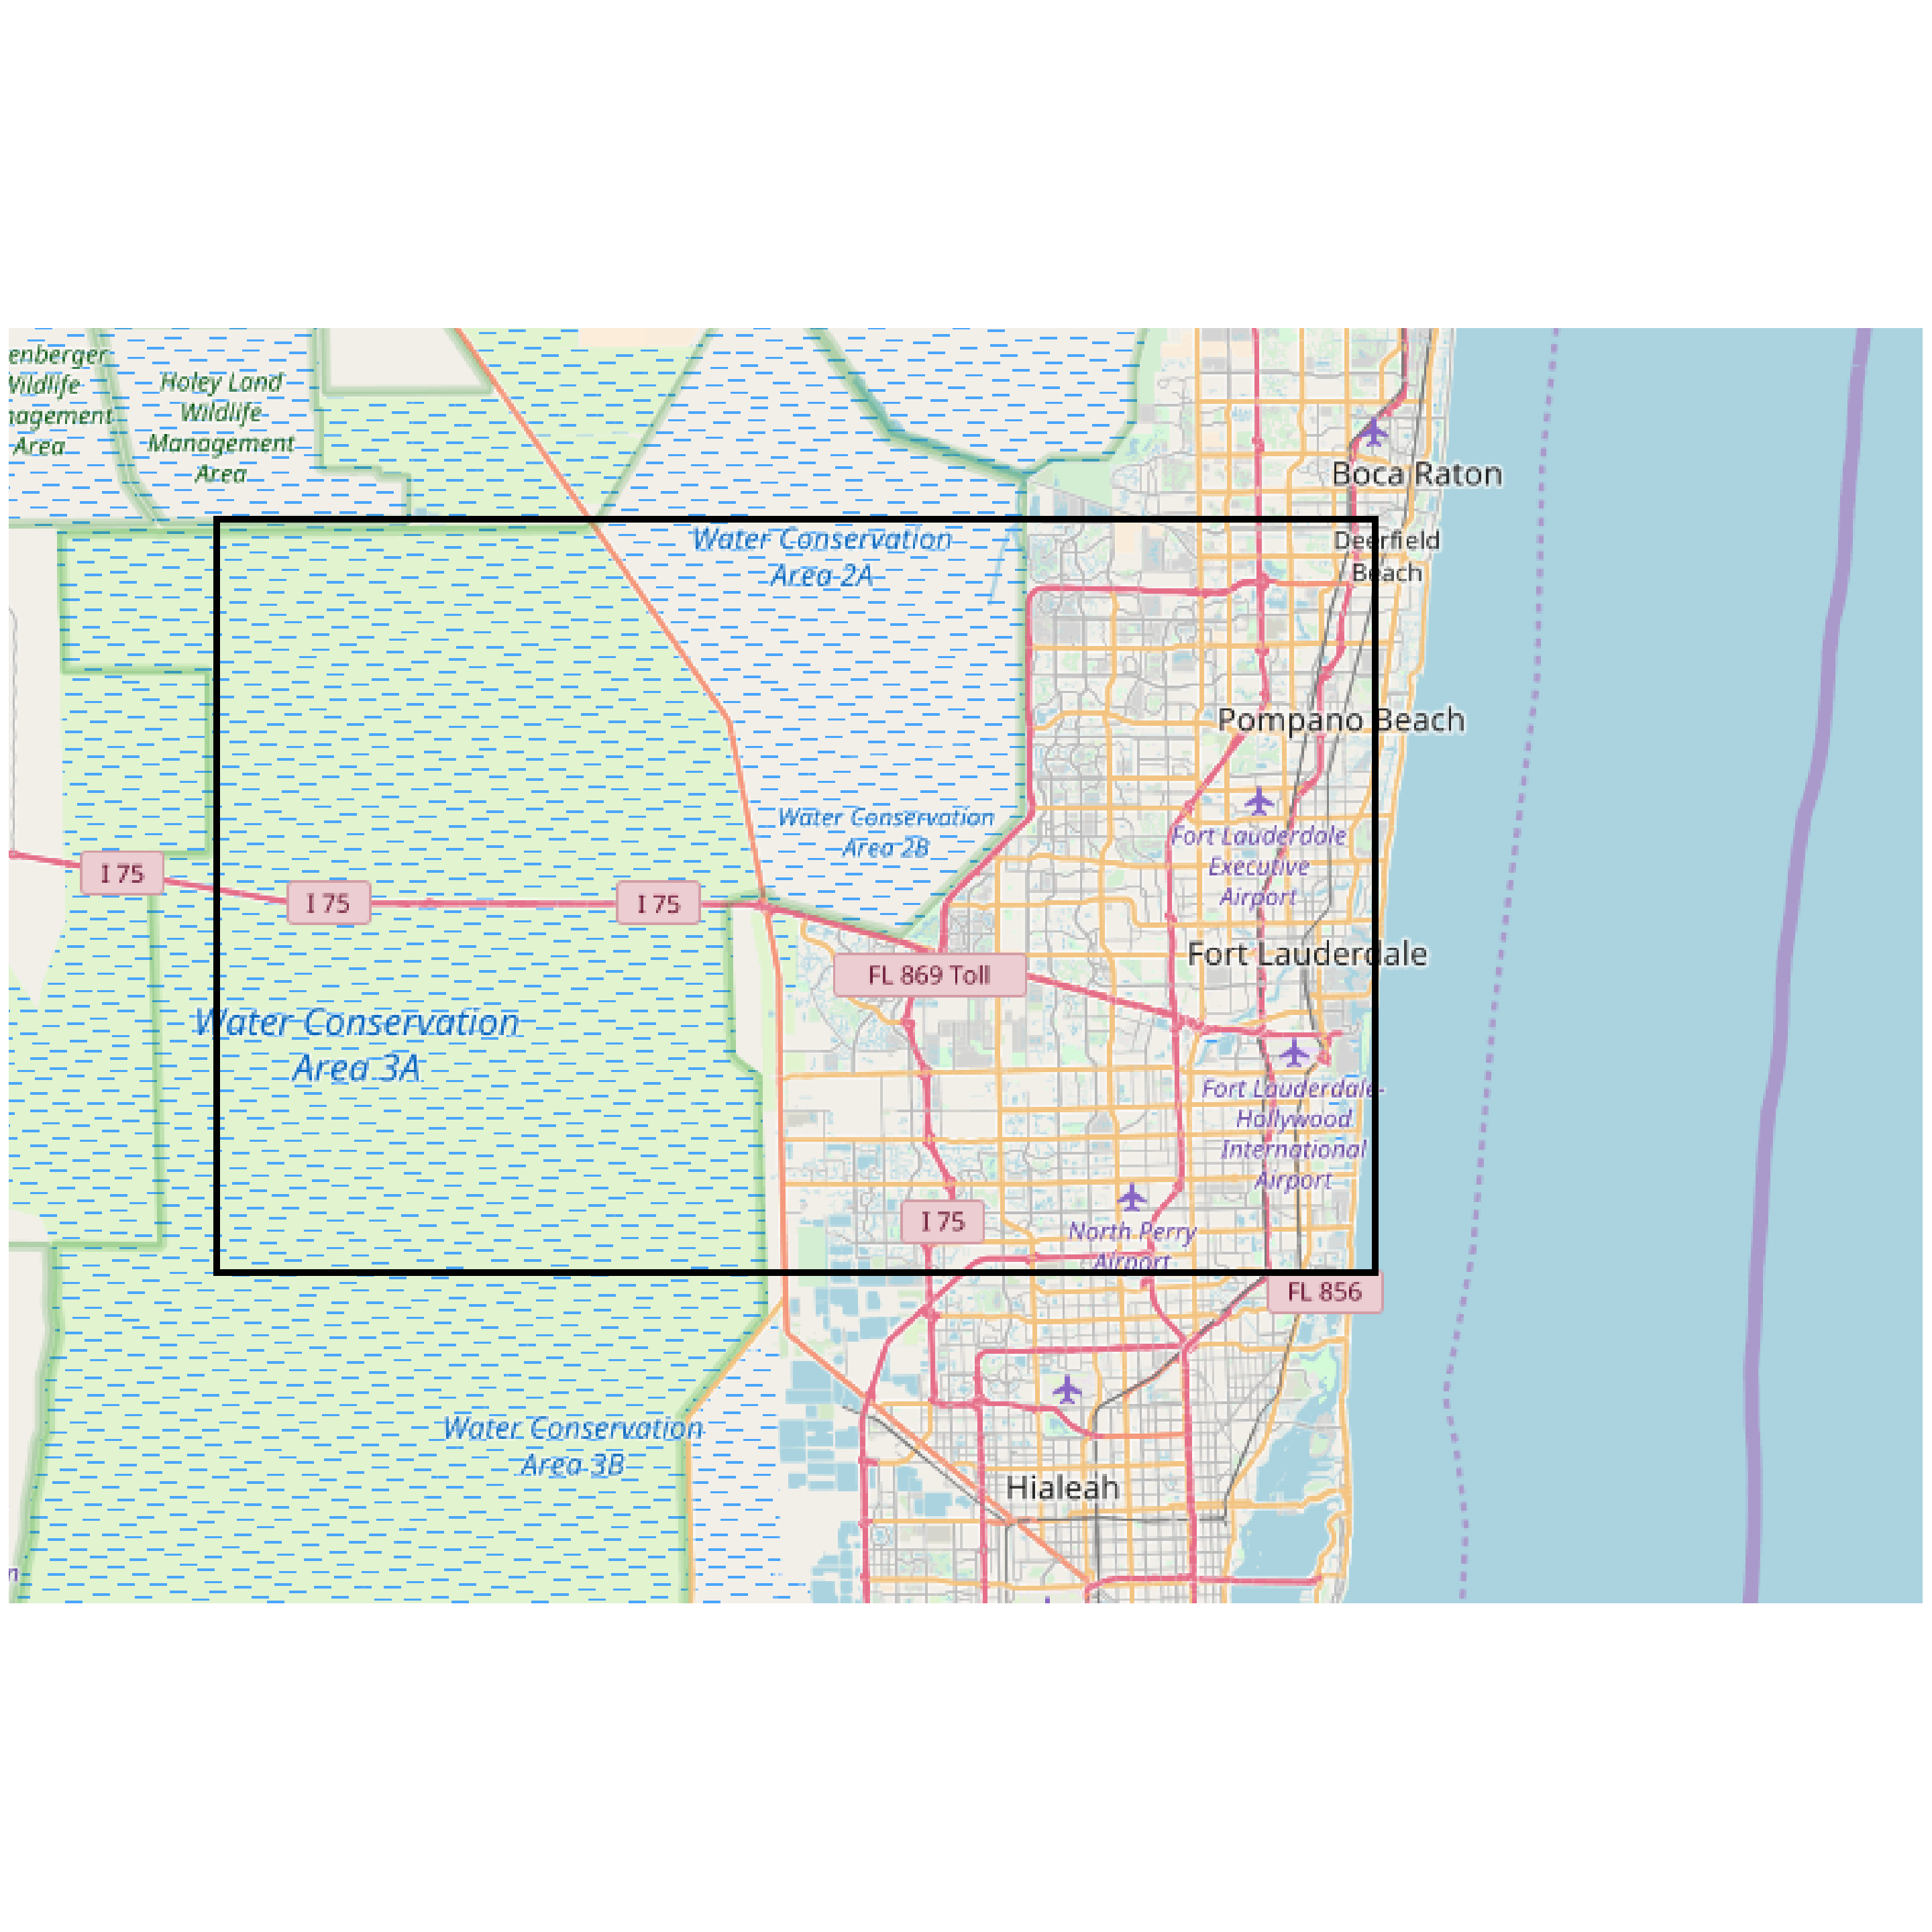 enberger
Wildlife
nagement
Area
Holey Land
Wildlife
Management
Area
Boca Raton
Water Conservation
Area 2A
Deerfield
Beach
Pompano Beach
Water Conservation
Area 2B
Fort Lauderdale
Executive
Airport
I 75
I 75
I 75
Fort Lauderdale
FL 869 Toll
Water Conservation
Area 3A
Fort Lauderdale-
Hollywood
International
Airport
I 75
North Perry
Airport
FL 856
Water Conservation
Area 3B
Hialeah
n